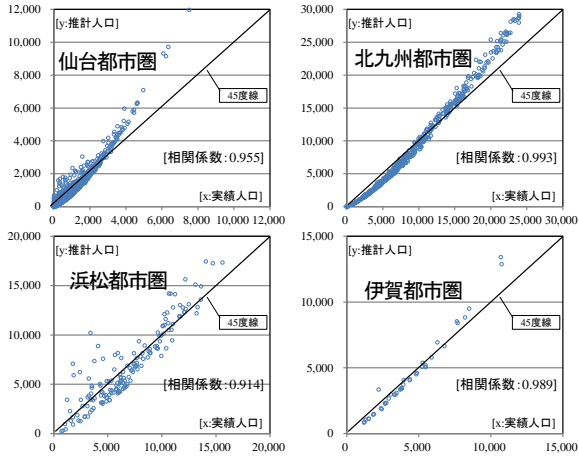 12,000
10,000
8,000
6,000
4,000
2,000
0
[y:推計人口]
仙台都市圏
45度線
[相関係数:0.955]
[x:実績人口]
0
2,000
4,000
6,000
8,000
10,000
12,000
30,000
25,000
20,000
15,000
10,000
5,000
0
[y:推計人口]
北九州都市圏
45度線
[相関係数:0.993]
[x:実績人口]
0
5,000
10,000
15,000
20,000
25,000
30,000
20,000
15,000
10,000
5,000
0
[y:推計人口]
浜松都市圏
45度線
[相関係数:0.914]
[x:実績人口]
0
5,000
10,000
15,000
20,000
15,000
10,000
5,000
0
[y:推計人口]
伊賀都市圏
45度線
[相関係数:0.989]
[x:実績人口]
0
5,000
10,000
15,000